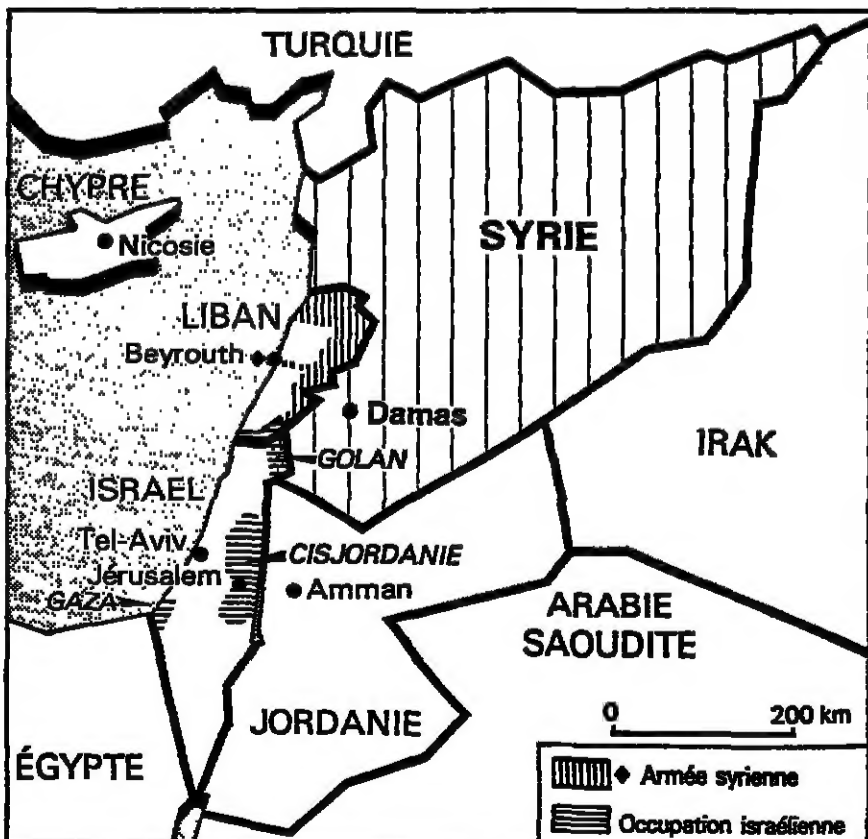 TURQUIE
CHYPRE
Nicosie
SYRIE
LIBAN
Beyrouth
Damas
GOLAN
IRAK
ISRAEL
Tel-Aviv
CISJORDANIE
Jérusalem
Amman
GAZA
ARABIE
SAOUDITE
JORDANIE
0 200 km
ÉGYPTE
Armée syrienne
Occupation israélienne